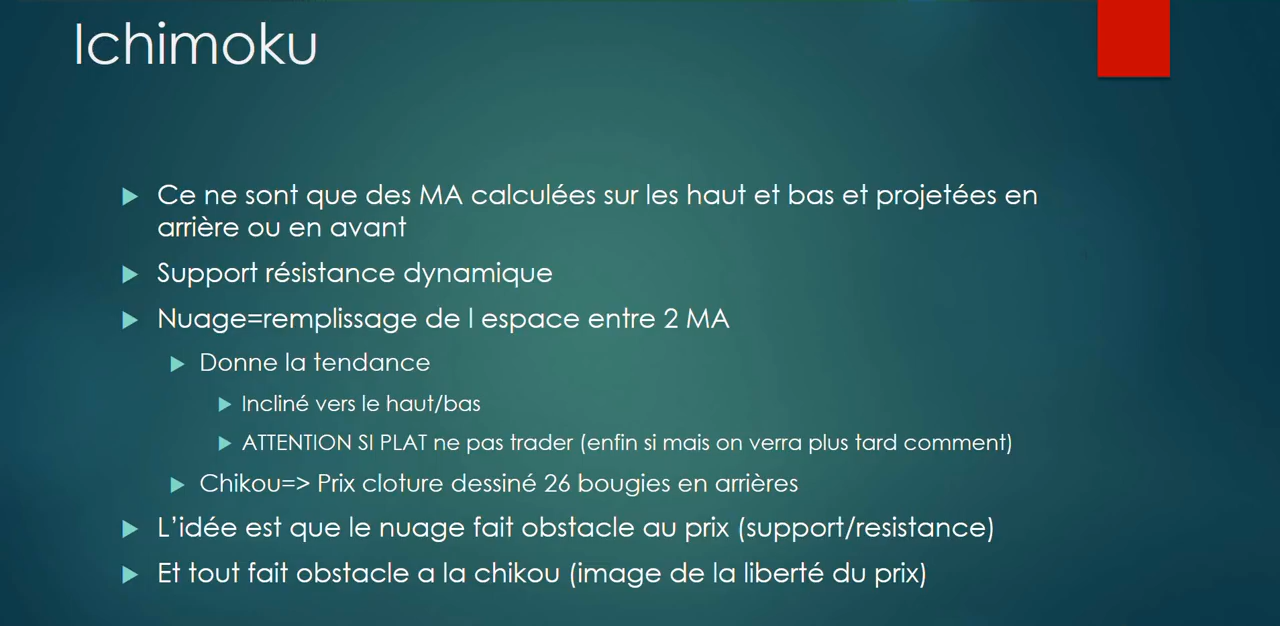 Ichimoku
Ce ne sont que des MA calculées sur les haut et bas et projetées en
arrière ou en avant
Support résistance dynamique
Nuage=remplissage de l espace entre 2 MA
Donne la tendance
Incliné vers le haut/bas
ATTENTION SI PLAT ne pas trader (enfin si mais on verra plus tard comment)
Chikou=> Prix cloture dessiné 26 bougies en arrières
L’idée est que le nuage fait obstacle au prix (support/resistance)
Et tout fait obstacle a la chikou (image de la liberté du prix)